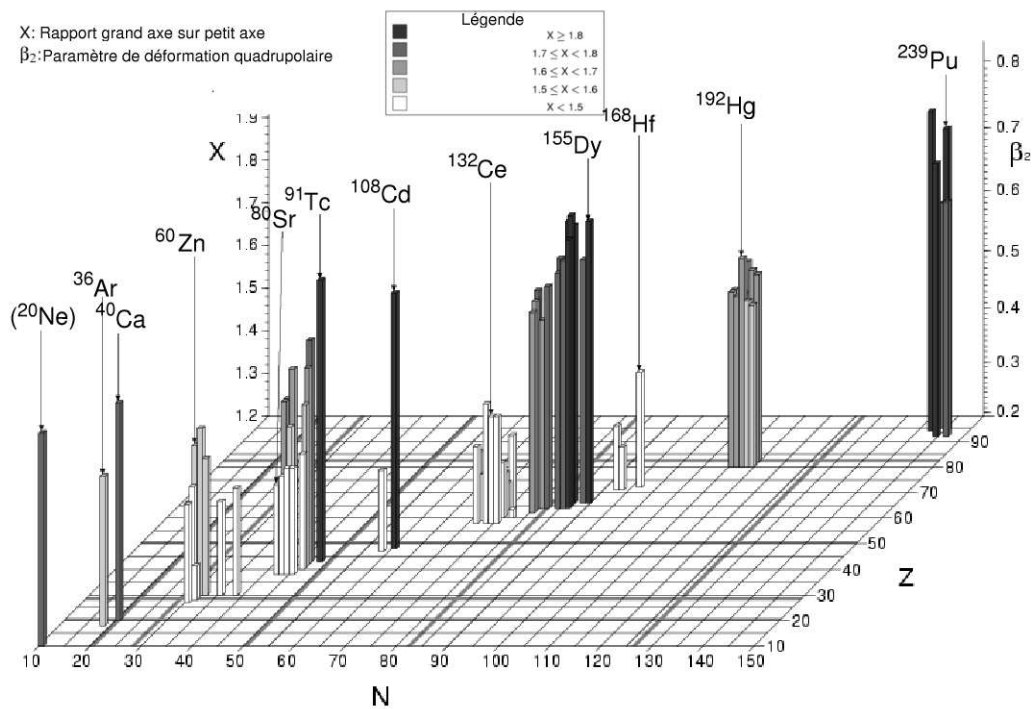 X: Rapport grand axe sur petit axe
β₂:Paramètre de déformation quadrupolaire
Légende
X ≥ 1.8
1.7 ≤ X < 1.8
1.6 ≤ X < 1.7
1.5 ≤ X < 1.6
X < 1.5
X
1.9
1.8
1.7
1.6
1.5
1.4
1.3
1.2
β₂
0.8
0.7
0.6
0.5
0.4
0.3
0.2
(²⁰Ne)
³⁶Ar
⁴⁰Ca
⁶⁰Zn
⁸⁰Sr
⁹¹Tc
¹⁰⁸Cd
¹³²Ce
¹⁵⁵Dy
¹⁶⁸Hf
¹⁹²Hg
²³⁹Pu
90
80
70
60
50
40
30
20
10
Z
10 20 30 40 50 60 70 80 90 100 110 120 130 140 150
N